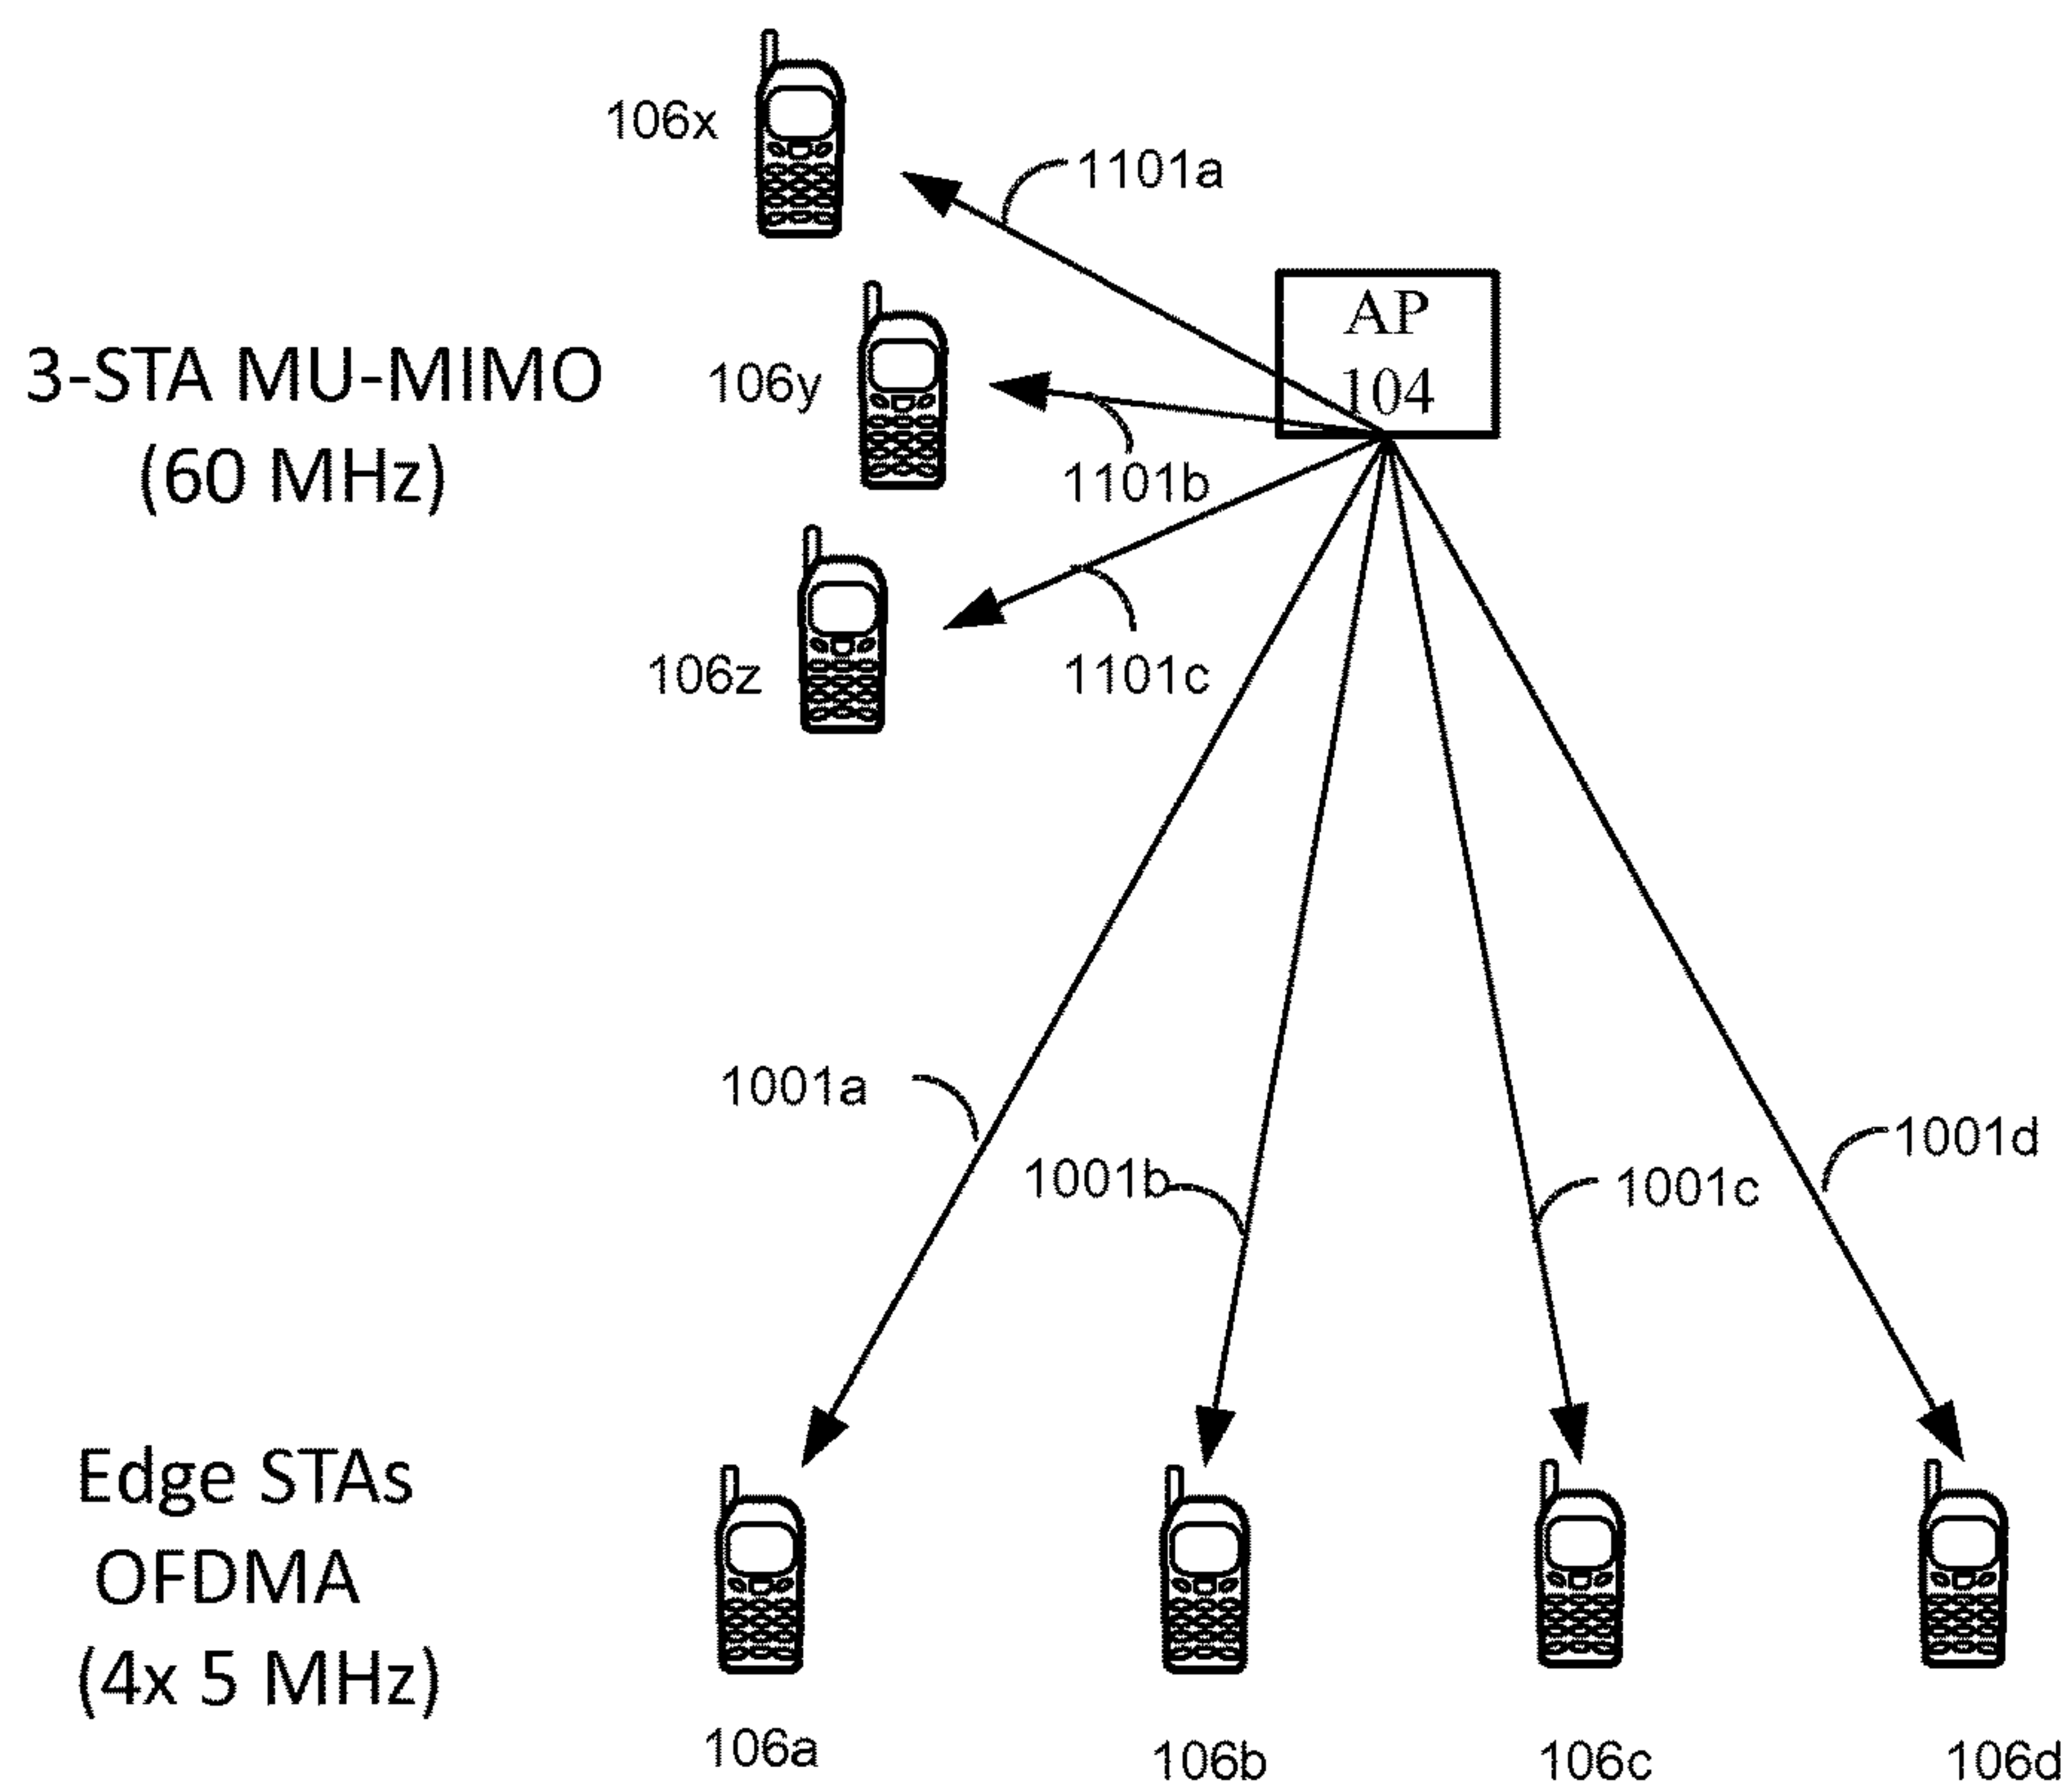 106x
1101a
AP
104
3-STA MU-MIMO
(60 MHz)
106y
1101b
106z
1101c
1001a
1001b
1001c
1001d
Edge STAs
OFDMA
(4x 5 MHz)
106a
106b
106c
106d